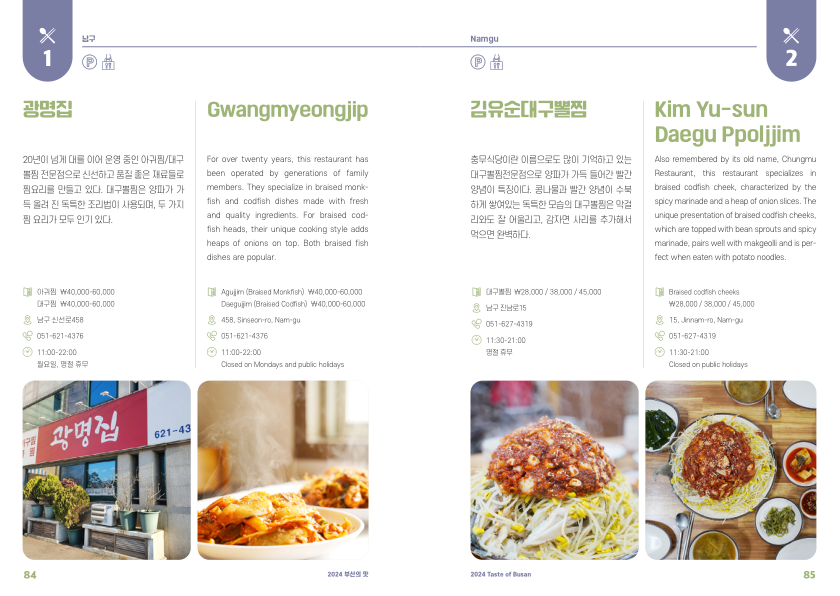 1
남구
광명집
20년이 넘게 대를 이어 운영 중인 아귀찜/대구
뽈찜 전문점으로 신선하고 품질 좋은 재료들로
찜요리를 만들고 있다. 대구뽈찜은 양파가 가
득 올려 진 독특한 조리법이 사용되며, 두 가지
찜 요리가 모두 인기 있다.
아귀찜 ₩40,000-60,000
대구찜 ₩40,000-60,000
남구 신선로458
051-621-4376
11:00-22:00
월요일, 명절 휴무
Gwangmyeongjip
For over twenty years, this restaurant has
been operated by generations of family
members. They specialize in braised monk-
fish and codfish dishes made with fresh
and quality ingredients. For braised cod-
fish heads, their unique cooking style adds
heaps of onions on top. Both braised fish
dishes are popular.
Agujjim (Braised Monkfish) ₩40,000-60,000
Daegujjim (Braised Codfish) ₩40,000-60,000
458, Sinseon-ro, Nam-gu
051-621-4376
11:00-22:00
Closed on Mondays and public holidays
광명집
621-43
84
2024 부산의 맛
Namgu
2
김유순대구뽈찜
충무식당이란 이름으로도 많이 기억하고 있는
대구뽈찜전문점으로 양파가 가득 들어간 빨간
양념이 특징이다. 콩나물과 빨간 양념이 수북
하게 쌓여있는 독특한 모습의 대구뽈찜은 막걸
리와도 잘 어울리고, 감자면 사리를 추가해서
먹으면 완벽하다.
대구뽈찜 ₩28,000 / 38,000 / 45,000
남구 진남로15
051-627-4319
11:30-21:00
명절 휴무
Kim Yu-sun
Daegu Ppoljjim
Also remembered by its old name, Chungmu
Restaurant, this restaurant specializes in
braised codfish cheek, characterized by the
spicy marinade and a heap of onion slices. The
unique presentation of braised codfish cheeks,
which are topped with bean sprouts and spicy
marinade, pairs well with makgeolli and is per-
fect when eaten with potato noodles.
Braised codfish cheeks
₩28,000 / 38,000 / 45,000
15, Jinnam-ro, Nam-gu
051-627-4319
11:30-21:00
Closed on public holidays
2024 Taste of Busan
85